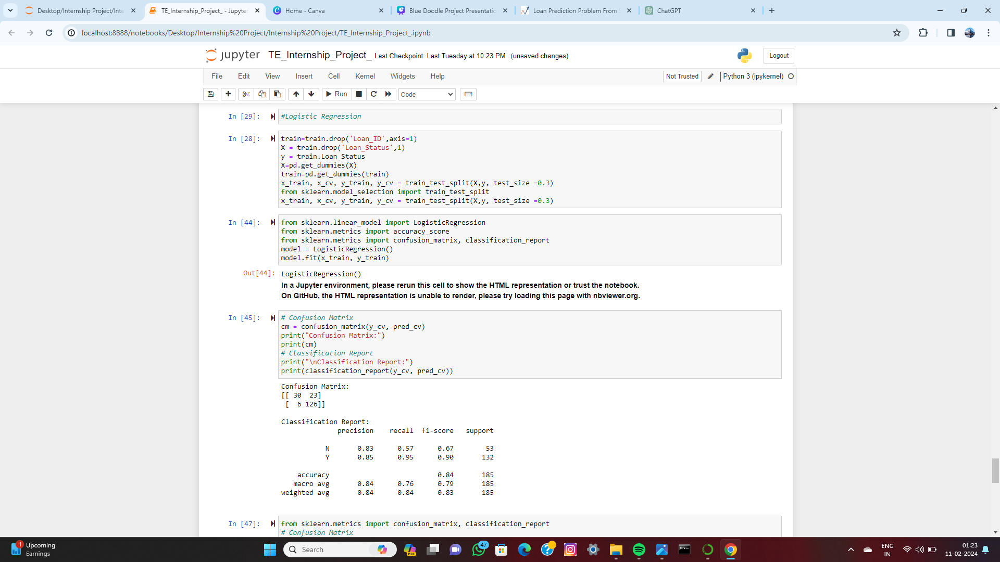 Desktop/Internship Project/Inte
TE_Internship_Project_ - Jupyter
Home - Canva
Blue Doodle Project Presentatio
Loan Prediction Problem From S
ChatGPT
localhost:8888/notebooks/Desktop/Internship%20Project/Internship%20Project/TE_Internship_Project_.ipynb
jupyter TE_Internship_Project_ Last Checkpoint: Last Tuesday at 10:23 PM (unsaved changes)
Logout
File Edit View Insert Cell Kernel Widgets Help
Not Trusted
Python 3 (ipykernel)
Run
Code
In [29]: #Logistic Regression
In [28]: train=train.drop('Loan_ID',axis=1)
X = train.drop('Loan_Status',1)
y = train.Loan_Status
X=pd.get_dummies(X)
train=pd.get_dummies(train)
x_train, x_cv, y_train, y_cv = train_test_split(X,y, test_size =0.3)
from sklearn.model_selection import train_test_split
x_train, x_cv, y_train, y_cv = train_test_split(X,y, test_size =0.3)
In [44]: from sklearn.linear_model import LogisticRegression
from sklearn.metrics import accuracy_score
from sklearn.metrics import confusion_matrix, classification_report
model = LogisticRegression()
model.fit(x_train, y_train)
Out[44]: LogisticRegression()
In a Jupyter environment, please rerun this cell to show the HTML representation or trust the notebook.
On GitHub, the HTML representation is unable to render, please try loading this page with nbviewer.org.
In [45]: # Confusion Matrix
cm = confusion_matrix(y_cv, pred_cv)
print("Confusion Matrix:")
print(cm)
# Classification Report
print("\nClassification Report:")
print(classification_report(y_cv, pred_cv))
Confusion Matrix:
[[ 30  23]
 [  6 126]]
Classification Report:
precision recall f1-score support
N 0.83 0.57 0.67 53
Y 0.85 0.95 0.90 132
accuracy 0.84 185
macro avg 0.84 0.76 0.79 185
weighted avg 0.84 0.84 0.83 185
In [47]: from sklearn.metrics import confusion_matrix, classification_report
# Confusion Matrix
1
Upcoming
Earnings
Search
PRE
47
ENG
IN
01:23
11-02-2024